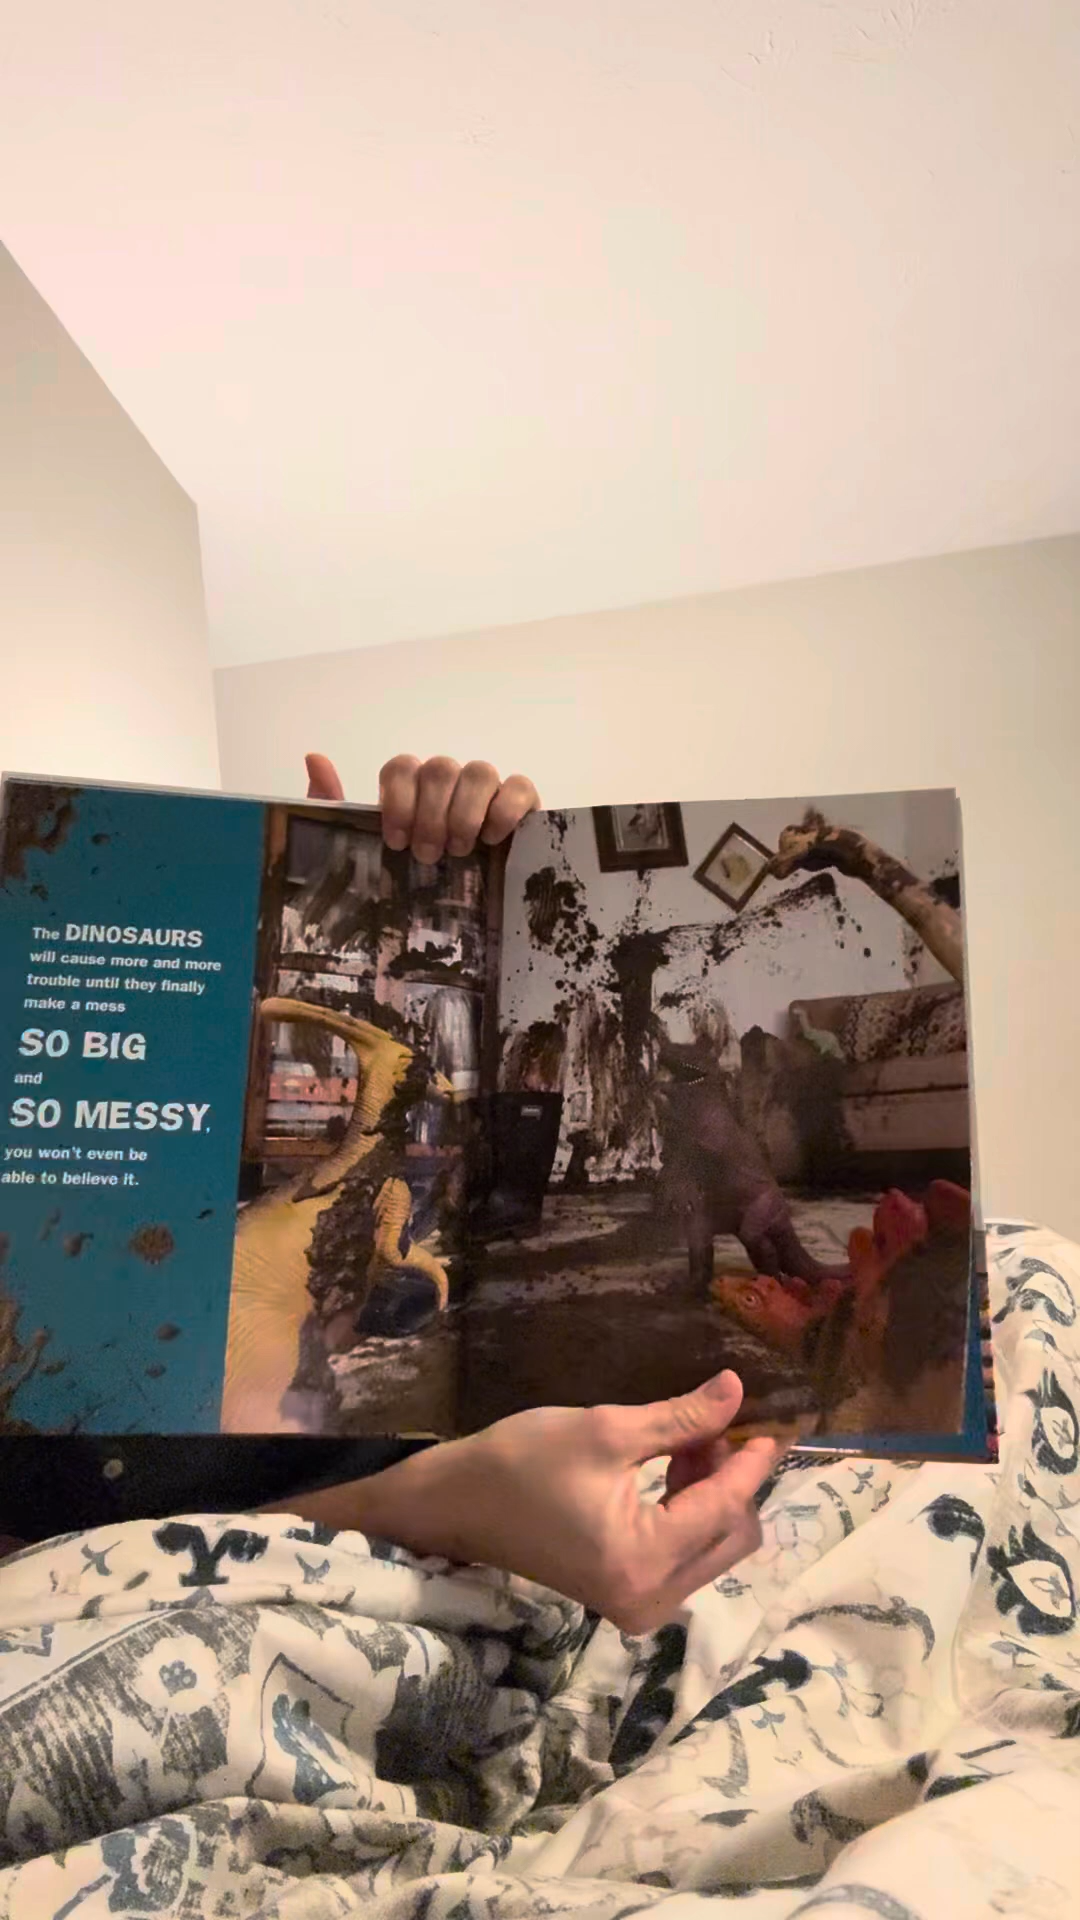 The DINOSAURS
will cause more and more
trouble until they finally
make a mess
SO BIG
and
SO MESSY,
you won't even be
able to believe it.